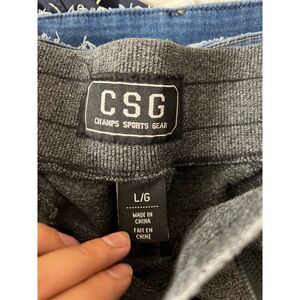 CSG
CHAMPS SPORTS GEAR
L/G
MADE IN
CHINA
FAIT EN
CHINE